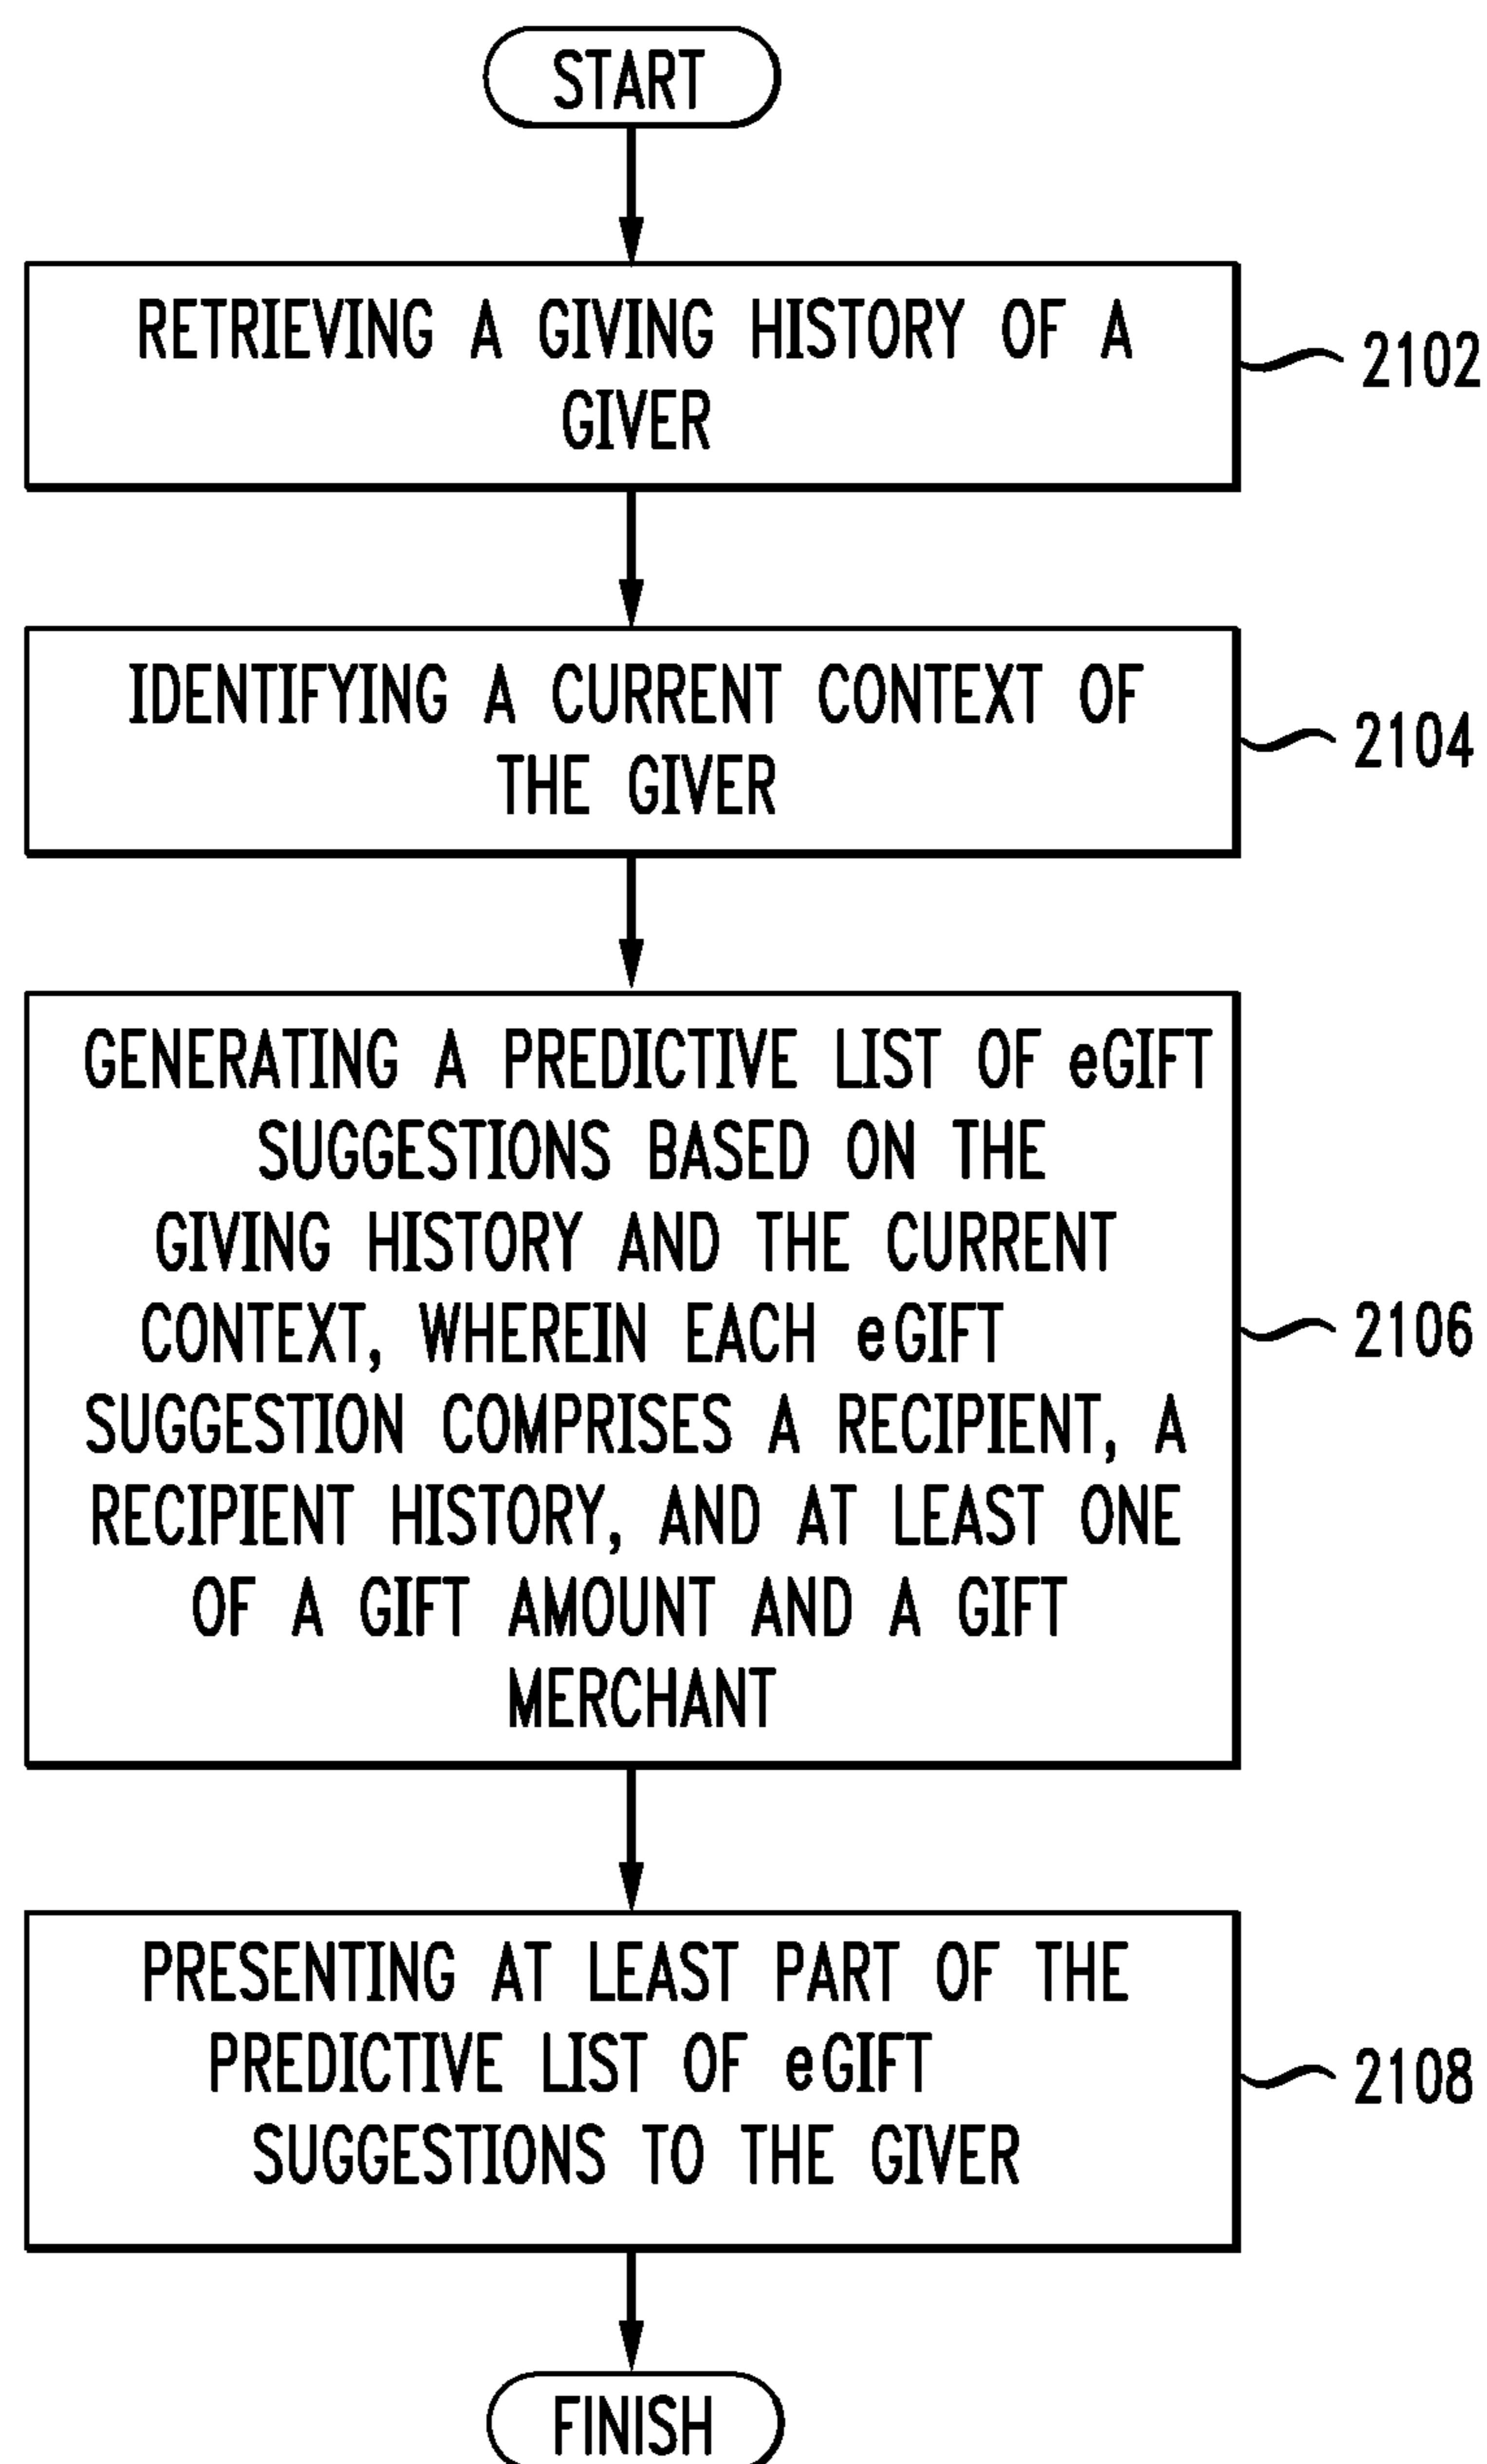 START
RETRIEVING A GIVING HISTORY OF A
GIVER
2102
IDENTIFYING A CURRENT CONTEXT OF
THE GIVER
2104
GENERATING A PREDICTIVE LIST OF eGIFT
SUGGESTIONS BASED ON THE
GIVING HISTORY AND THE CURRENT
CONTEXT, WHEREIN EACH eGIFT
SUGGESTION COMPRISES A RECIPIENT, A
RECIPIENT HISTORY, AND AT LEAST ONE
OF A GIFT AMOUNT AND A GIFT
MERCHANT
2106
PRESENTING AT LEAST PART OF THE
PREDICTIVE LIST OF eGIFT
SUGGESTIONS TO THE GIVER
2108
FINISH